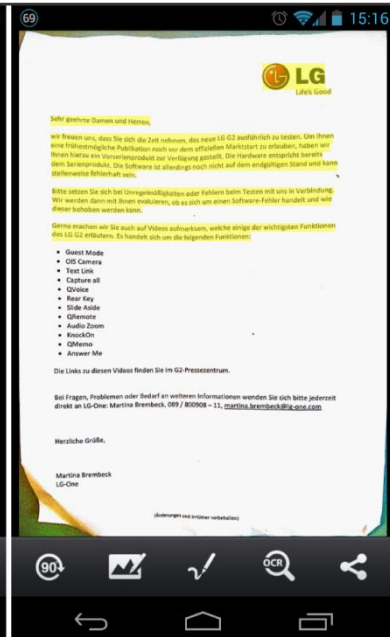 69
15:16
LG
Life's Good
Sehr geehrte Damen und Herren,
wir freuen uns, dass Sie sich die Zeit nehmen, das neue LG G2 ausführlich zu testen. Um Ihnen
eine frühestmögliche Publikation noch vor dem offiziellen Marktstart zu erlauben, haben wir
Ihnen hierzu ein Vorserienprodukt zur Verfügung gestellt. Die Hardware entspricht bereits
dem Serienprodukt. Die Software ist allerdings noch nicht auf dem endgültigen Stand und kann
stellenweise fehlerhaft sein.
Bitte setzen Sie sich bei Unregelmäßigkeiten oder Fehlern beim Testen mit uns in Verbindung.
Wir werden dann mit Ihnen evaluieren, ob es sich um einen Software-Fehler handelt und wie
dieser behoben werden kann.
Gerne machen wir Sie auch auf Videos aufmerksam, welche einige der wichtigsten Funktionen
des LG G2 erläutern. Es handelt sich um die folgenden Funktionen:
• Guest Mode
• OIS Camera
• Text Link
• Capture all
• QVoice
• Rear Key
• Slide Aside
• QRemote
• Audio Zoom
• KnockOn
• QMemo
• Answer Me
Die Links zu diesen Videos finden Sie im G2-Pressezentrum.
Bei Fragen, Problemen oder Bedarf an weiteren Informationen wenden Sie sich bitte jederzeit
direkt an LG-One: Martina Brembeck, 089 / 800908 – 11, martina.brembeck@lg-one.com
Herzliche Grüße,
Martina Brembeck
LG-One
(Änderungen und Irrtümer vorbehalten)
90
OCR